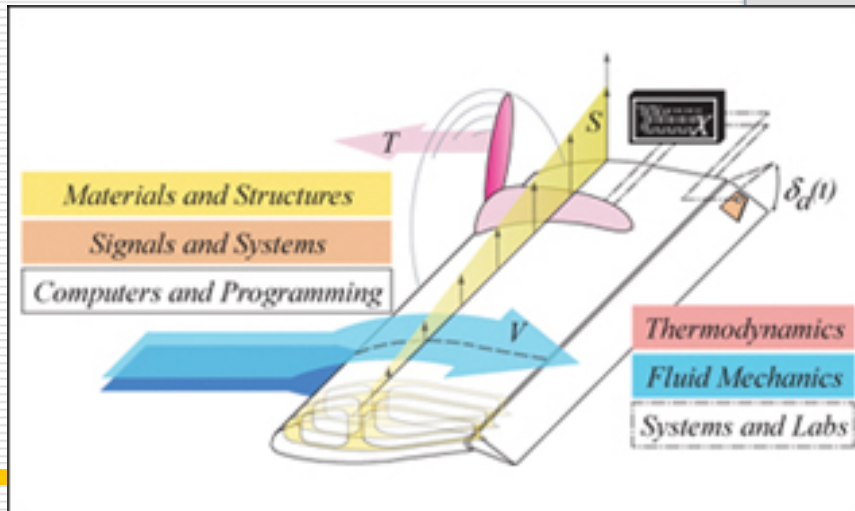 S
T
Materials and Structures
Signals and Systems
Computers and Programming
δd(t)
V
Thermodynamics
Fluid Mechanics
Systems and Labs